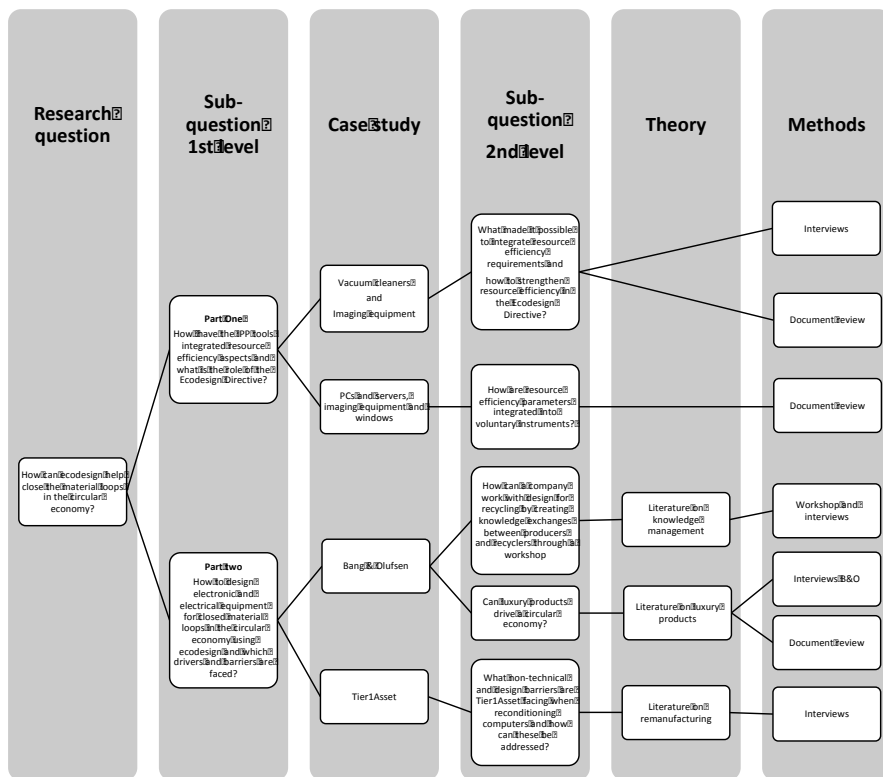 Research
question
Sub-
question
1st level
Case study
Sub-
question
2nd level
Theory
Methods
How can ecodesign help
close the material loops
in the circular
economy?
Part One
How have the IPP tools
integrated resource
efficiency aspects and
what is the role of the
Ecodesign Directive?
Part two
How to design
electronic and
electrical equipment
for closed material
loops in the circular
economy using
ecodesign and which
drivers and barriers are
faced?
Vacuum cleaners
and
Imaging equipment
PCs and servers,
imaging equipment and
windows
Bang & Olufsen
Tier1Asset
What made it possible
to integrate resource
efficiency
requirements and
how to strengthen
resource efficiency in
the Ecodesign
Directive?
How are resource
efficiency parameters
integrated into
voluntary instruments?
How can a company
work with design for
recycling by creating
knowledge exchanges
between producers
and recyclers through a
workshop
Can luxury products
drive a circular
economy?
What non-technical
and design barriers are
Tier1Asset facing when
reconditioning
computers and how
can these be
addressed?
Literature on
knowledge
management
Literature on luxury
products
Literature on
remanufacturing
Interviews
Document review
Document review
Workshop and
interviews
Interviews B&O
Document review
Interviews